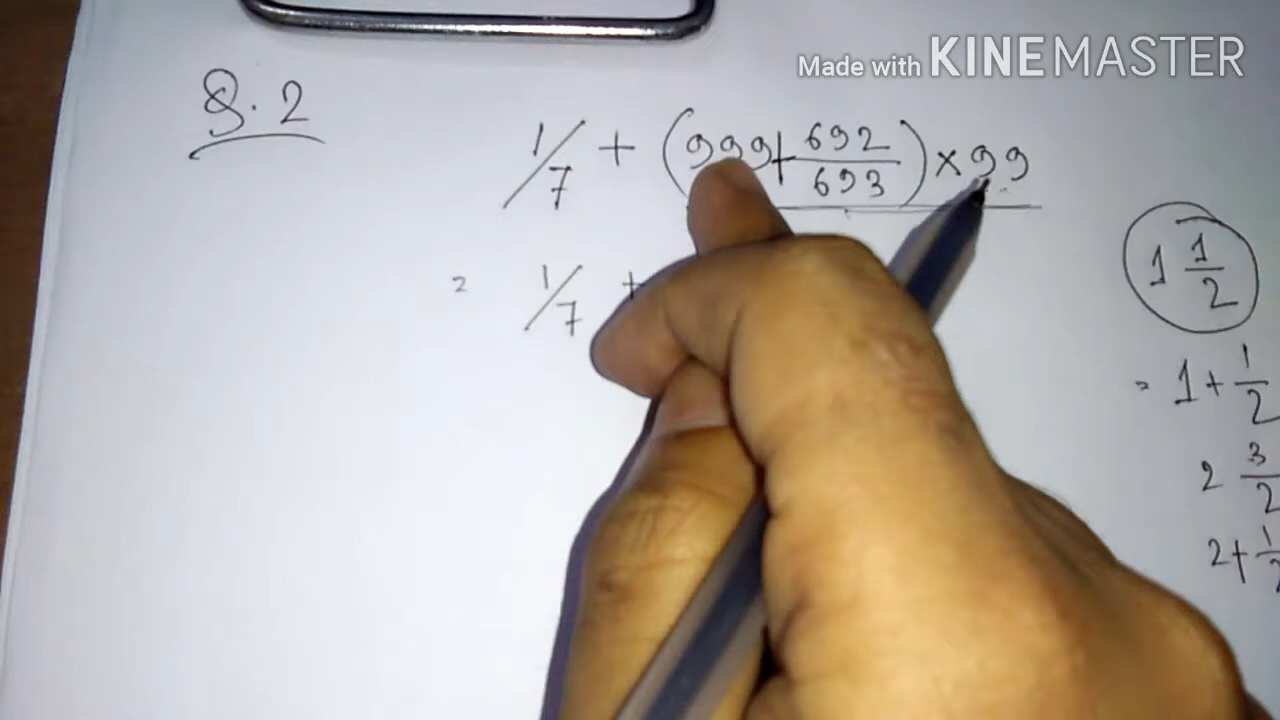 Made with KINEMASTER
Q. 2
1/7 + (999 + 692/693) × 99
= 1/7 +
1 1/2
= 1 + 1/2
2 3/2
2 + 1/